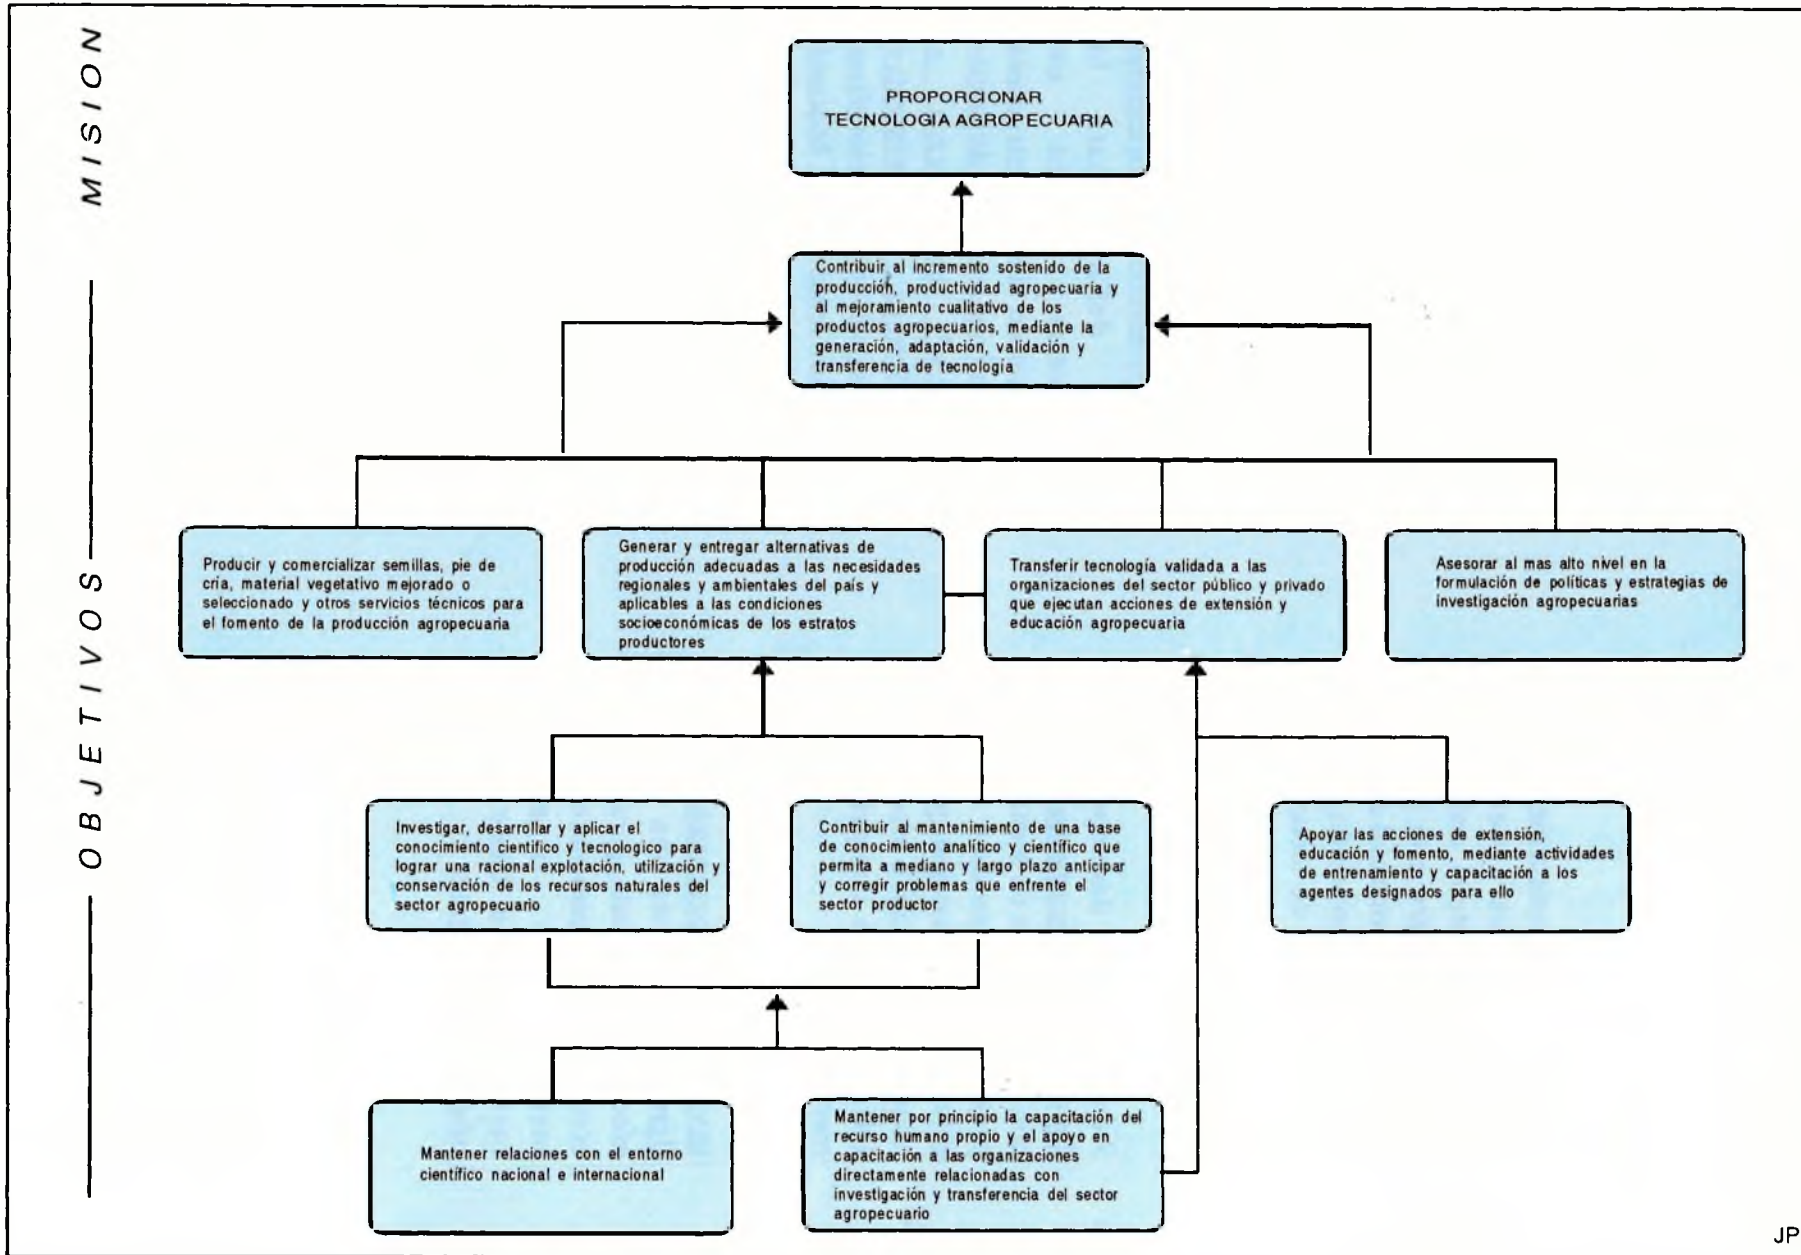 MISION
PROPORCIONAR
TECNOLOGIA AGROPECUARIA
Contribuir al incremento sostenido de la
producción, productividad agropecuaria y
al mejoramiento cualitativo de los
productos agropecuarios, mediante la
generación, adaptación, validación y
transferencia de tecnología
OBJETIVOS
Producir y comercializar semillas, pie de
cria, material vegetativo mejorado o
seleccionado y otros servicios técnicos para
el fomento de la producción agropecuaria
Generar y entregar alternativas de
producción adecuadas a las necesidades
regionales y ambientales del país y
aplicables a las condiciones
socioeconómicas de los estratos
productores
Transferir tecnología validada a las
organizaciones del sector público y privado
que ejecutan acciones de extensión y
educación agropecuaria
Asesorar al mas alto nivel en la
formulación de políticas y estrategias de
investigación agropecuarias
Investigar, desarrollar y aplicar el
conocimiento científico y tecnologico para
lograr una racional explotación, utilización y
conservación de los recursos naturales del
sector agropecuario
Contribuir al mantenimiento de una base
de conocimiento analítico y científico que
permita a mediano y largo plazo anticipar
y corregir problemas que enfrente el
sector productor
Apoyar las acciones de extensión,
educación y fomento, mediante actividades
de entrenamiento y capacitación a los
agentes designados para ello
Mantener relaciones con el entorno
científico nacional e internacional
Mantener por principio la capacitación del
recurso humano propio y el apoyo en
capacitación a las organizaciones
directamente relacionadas con
investigación y transferencia del sector
agropecuario
JP